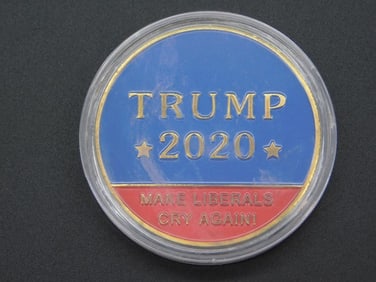 TRUMP
2020
MAKE LIBERALS
CRY AGAIN!